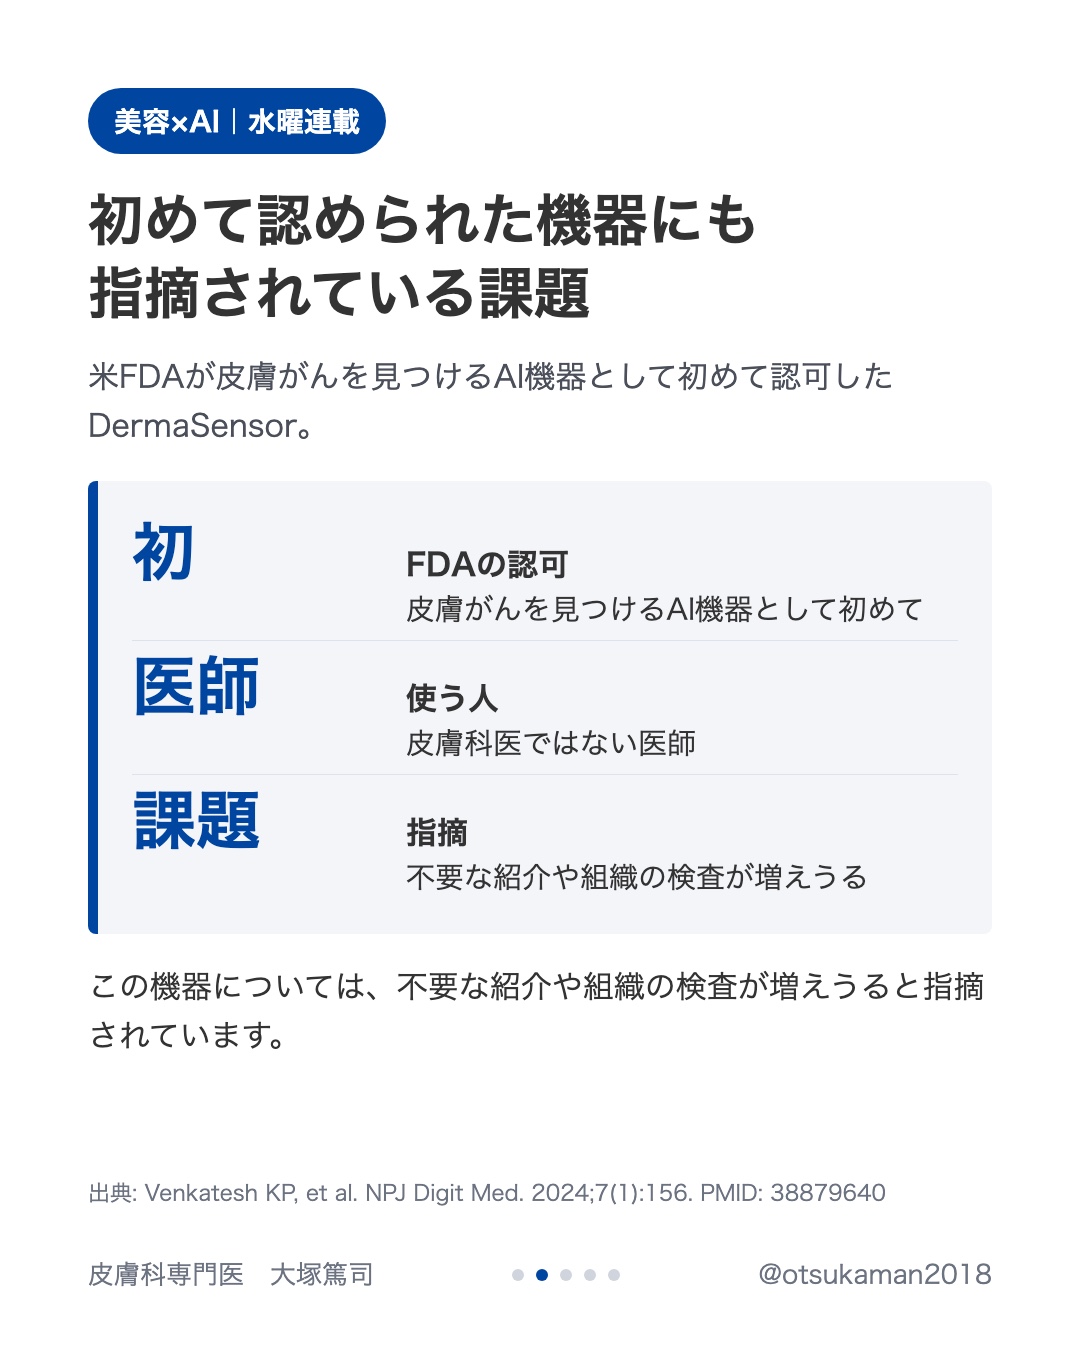 美容×AI｜水曜連載
初めて認められた機器にも
指摘されている課題
米FDAが皮膚がんを見つけるAI機器として初めて認可した
DermaSensor。
初
FDAの認可
皮膚がんを見つけるAI機器として初めて
医師
使う人
皮膚科医ではない医師
課題
指摘
不要な紹介や組織の検査が増えうる
この機器については、不要な紹介や組織の検査が増えうると指摘
されています。
出典: Venkatesh KP, et al. NPJ Digit Med. 2024;7(1):156. PMID: 38879640
皮膚科専門医　大塚篤司
@otsukaman2018